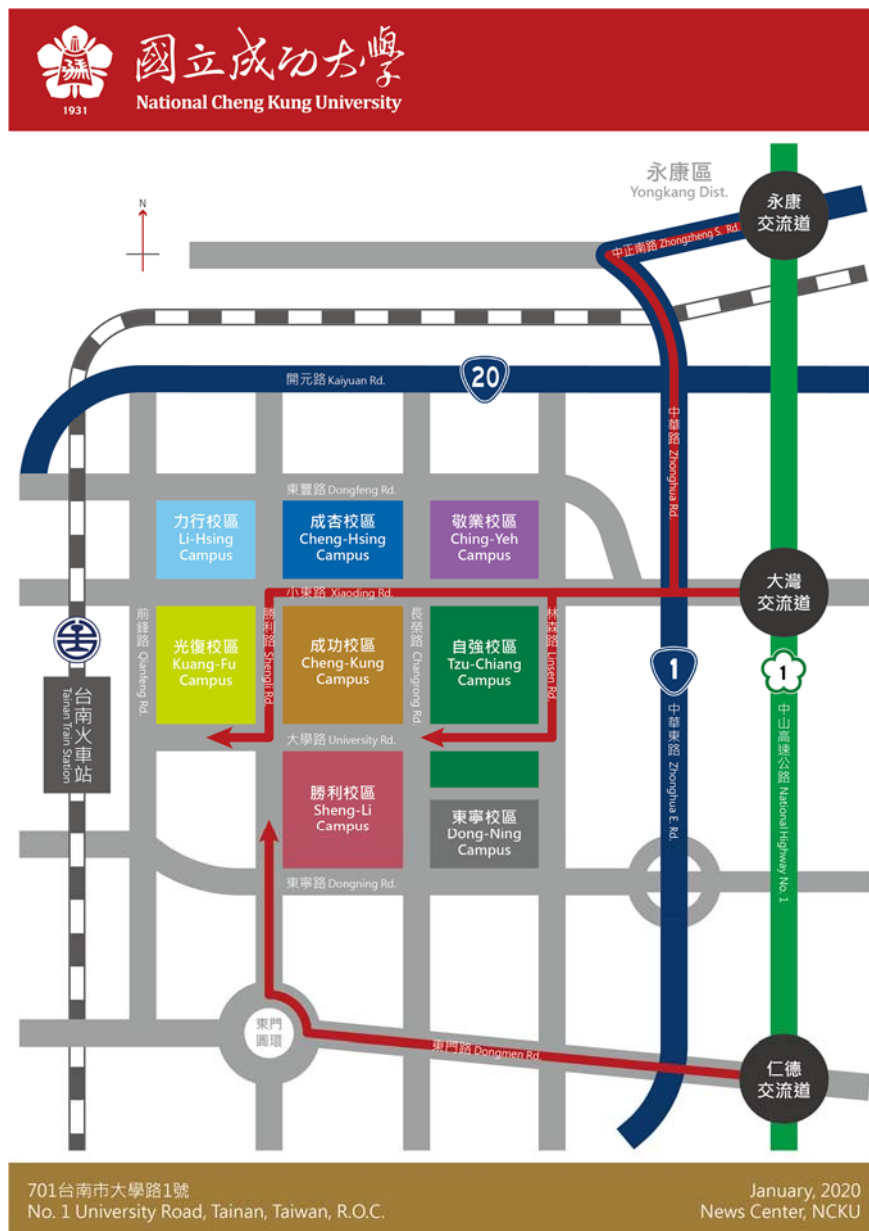 國立成功大學
National Cheng Kung University
1931
永康區
Yongkang Dist.
永康
交流道
N
中正南路 Zhongzheng S. Rd.
開元路 Kaiyuan Rd.
20
中華路 Zhonghua Rd.
東豐路 Dongfeng Rd.
力行校區
Li-Hsing
Campus
成杏校區
Cheng-Hsing
Campus
敬業校區
Ching-Yeh
Campus
小東路 Xiaoding Rd.
大灣
交流道
前鋒路 Qianfeng Rd.
光復校區
Kuang-Fu
Campus
勝利路 Shengli Rd.
成功校區
Cheng-Kung
Campus
長榮路 Changrong Rd.
自強校區
Tzu-Chiang
Campus
林森路 Linsen Rd.
1
1
台南火車站
Tainan Train Station
中華東路 Zhonghua E. Rd.
中山高速公路 National Highway No. 1
大學路 University Rd.
勝利校區
Sheng-Li
Campus
東寧校區
Dong-Ning
Campus
東寧路 Dongning Rd.
東門
圓環
東門路 Dongmen Rd.
仁德
交流道
701台南市大學路1號
No. 1 University Road, Tainan, Taiwan, R.O.C.
January, 2020
News Center, NCKU